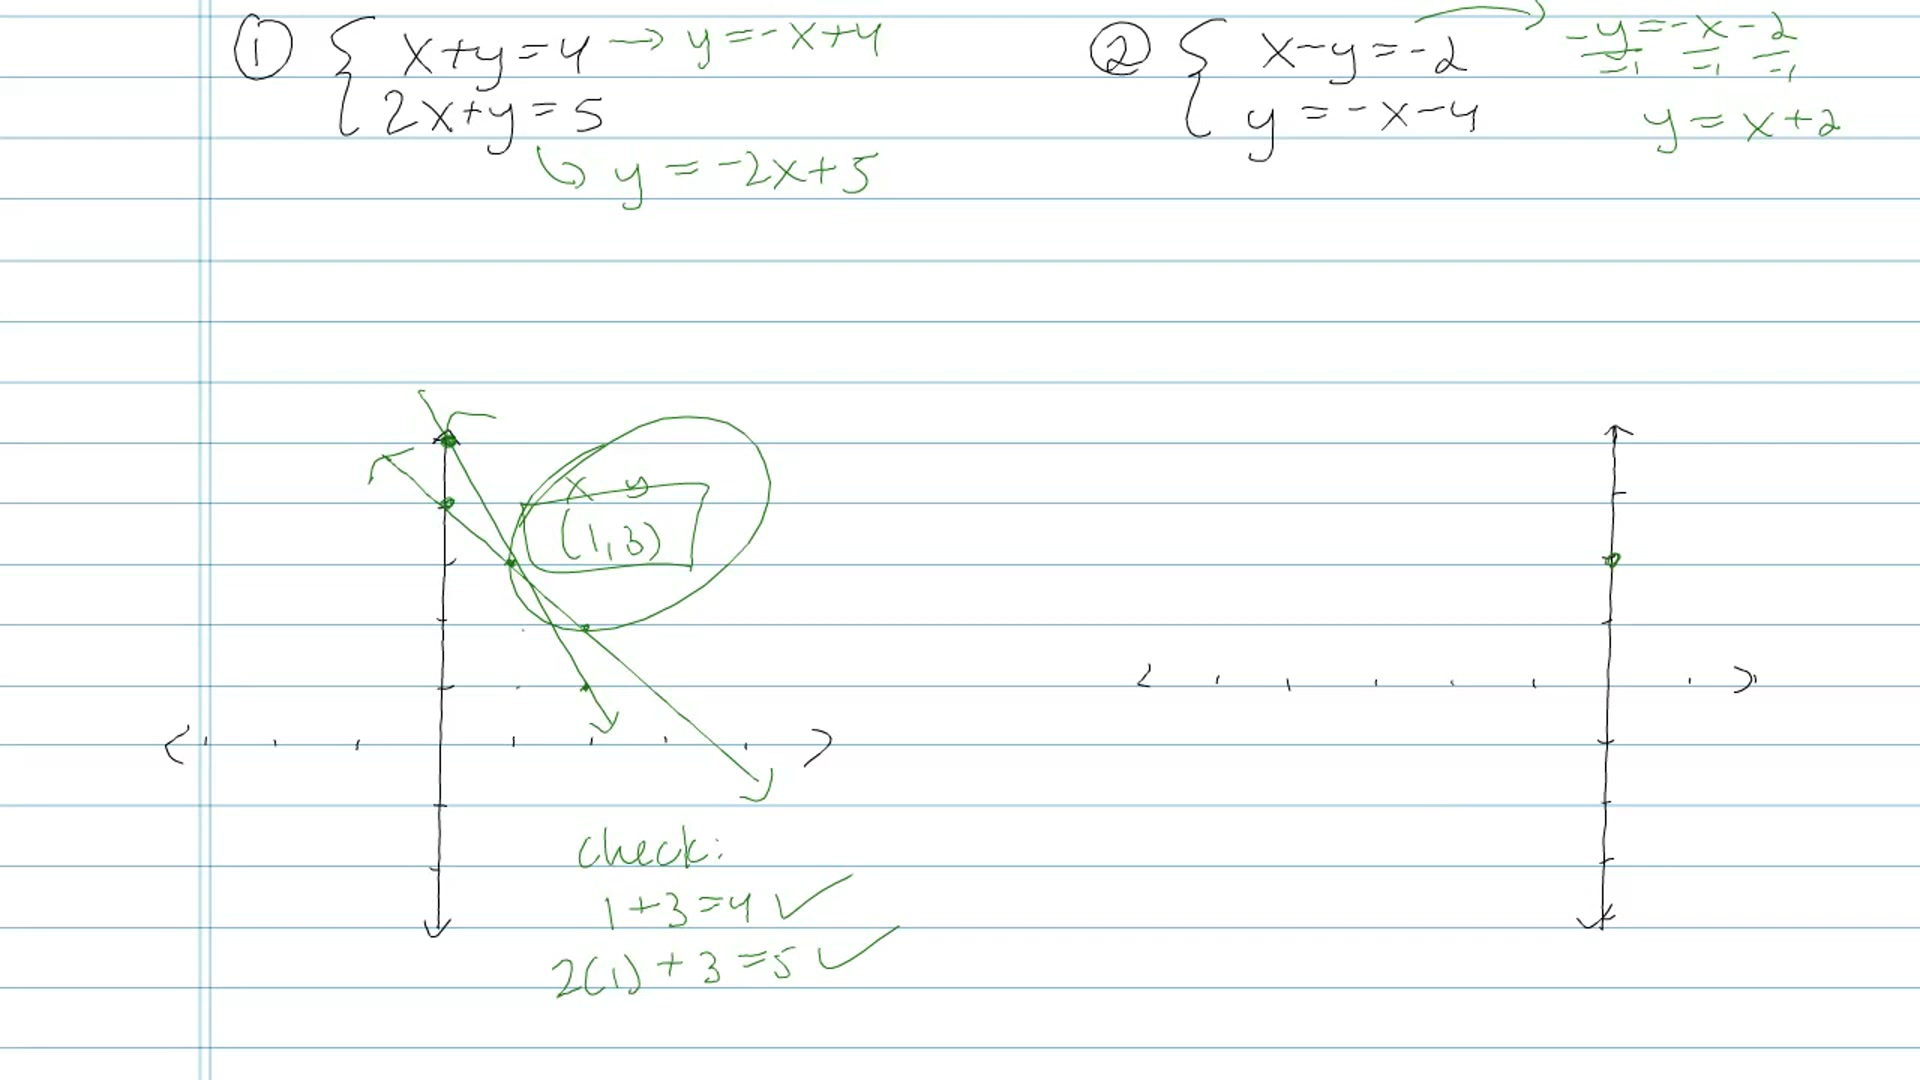 ① x+y=4 → y=-x+4
2x+y=5
y=-2x+5
② x-y=-2
-y=-x-2
-1 -1 -1
y=-x-4
y=x+2
x y
(1,3)
check:
1+3=4 ✓
2(1)+3=5 ✓